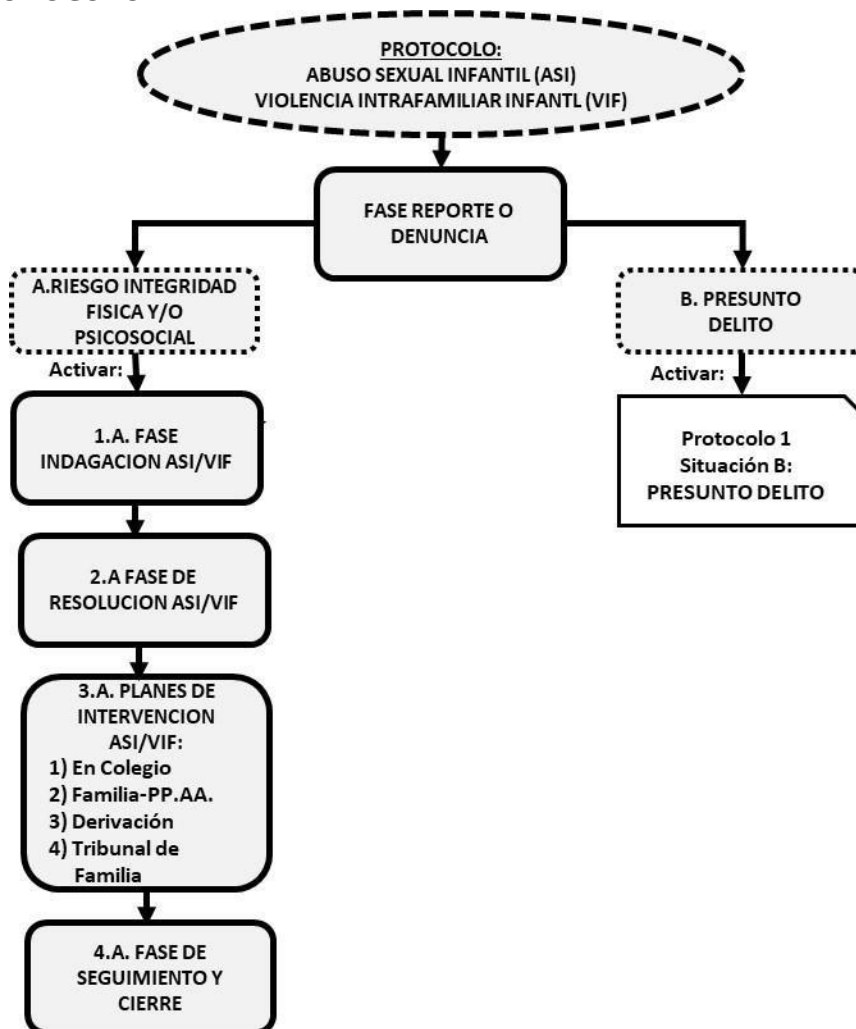 PROTOCOLO:
ABUSO SEXUAL INFANTIL (ASI)
VIOLENCIA INTRAFAMILIAR INFANTL (VIF)
FASE REPORTE O
DENUNCIA
A.RIESGO INTEGRIDAD
FISICA Y/O
PSICOSOCIAL
B. PRESUNTO
DELITO
Activar:
Activar:
1.A. FASE
INDAGACION ASI/VIF
Protocolo 1
Situación B:
PRESUNTO DELITO
2.A FASE DE
RESOLUCION ASI/VIF
3.A. PLANES DE
INTERVENCION
ASI/VIF:
1) En Colegio
2) Familia-PP.AA.
3) Derivación
4) Tribunal de
Familia
4.A. FASE DE
SEGUIMIENTO Y
CIERRE